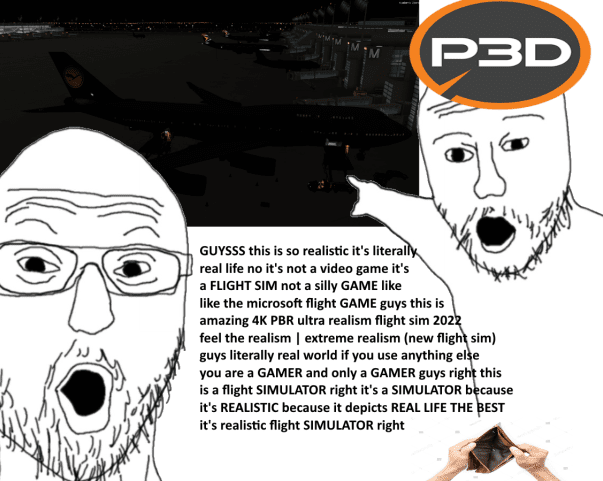 P3D
GUYSSS this is so realistic it's literally
real life no it's not a video game it's
a FLIGHT SIM not a silly GAME like
like the microsoft flight GAME guys this is
amazing 4K PBR ultra realism flight sim 2022
feel the realism | extreme realism (new flight sim)
guys literally real world if you use anything else
you are a GAMER and only a GAMER guys right this
is a flight SIMULATOR right it's a SIMULATOR because
it's REALISTIC because it depicts REAL LIFE THE BEST
it's realistic flight SIMULATOR right